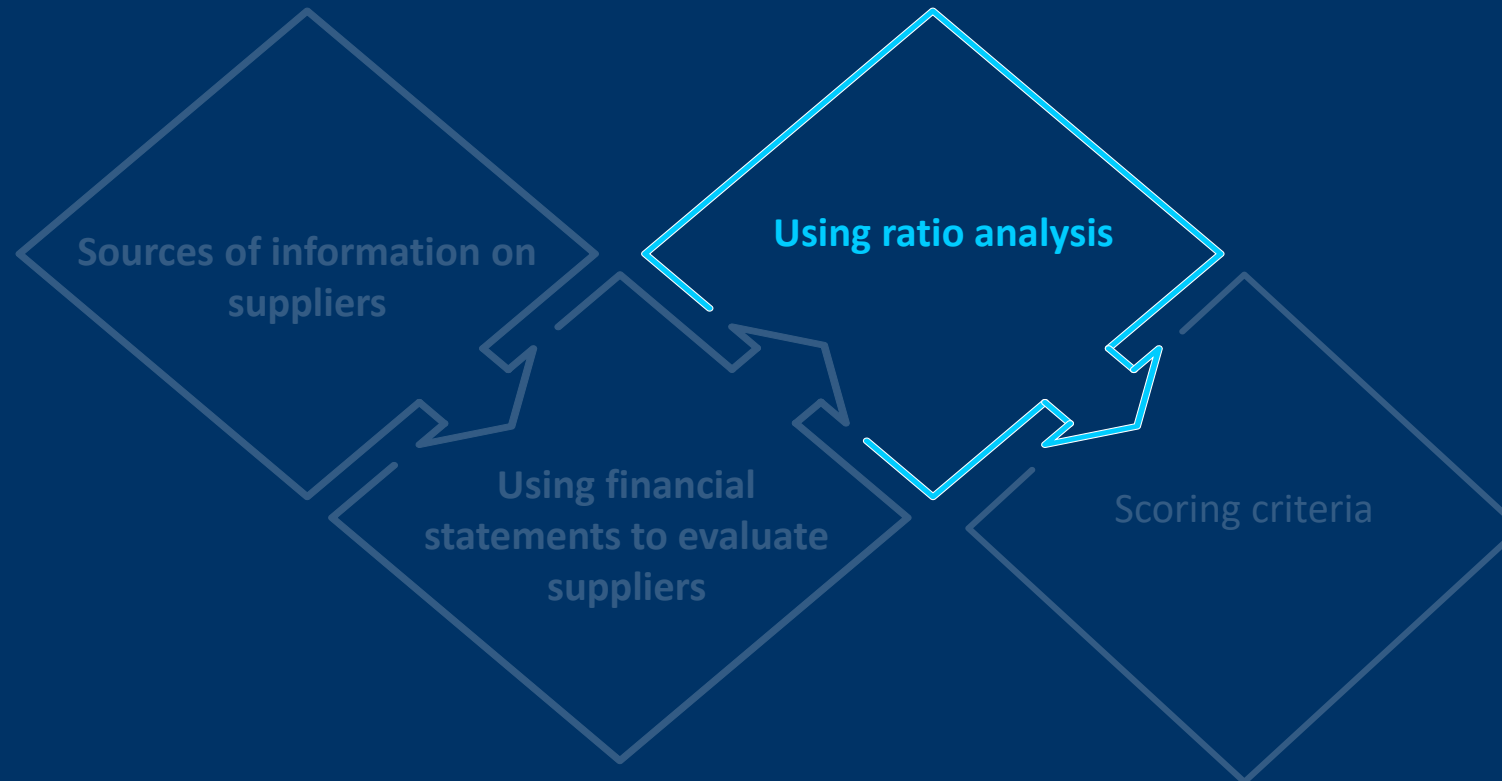 Sources of information on
suppliers
Using financial
statements to evaluate
suppliers
Using ratio analysis
Scoring criteria